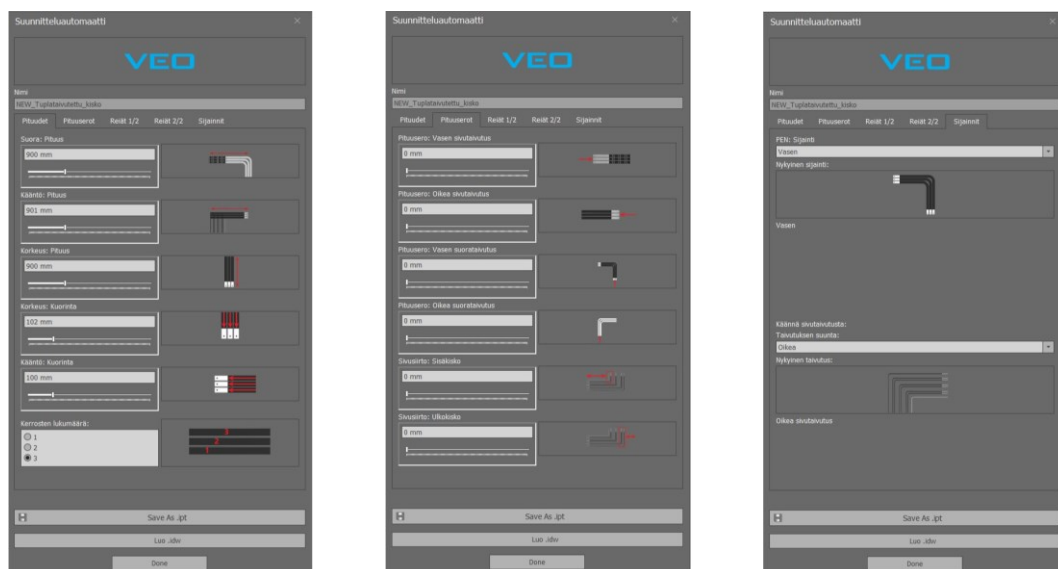 Suunnitteluautomaatti
VEO
Nimi
NEW_Tuplataivutettu_kisko
Pituudet Pituuserot Reiät 1/2 Reiät 2/2 Sijainnit
Suora: Pituus
900 mm
Kääntö: Pituus
901 mm
Korkeus: Pituus
900 mm
Korkeus: Kuorinta
102 mm
Kääntö: Kuorinta
100 mm
Kerrosten lukumäärä:
1
2
3
3
2
1
Save As .ipt
Luo .idw
Done
Suunnitteluautomaatti
VEO
Nimi
NEW_Tuplataivutettu_kisko
Pituudet Pituuserot Reiät 1/2 Reiät 2/2 Sijainnit
Pituusero: Vasen sivutaivutus
0 mm
Pituusero: Oikea sivutaivutus
0 mm
Pituusero: Vasen suorataivutus
0 mm
Pituusero: Oikea suorataivutus
0 mm
Sivusiirto: Sisäkisko
0 mm
Sivusiirto: Ulkokisko
0 mm
Save As .ipt
Luo .idw
Done
Suunnitteluautomaatti
VEO
Nimi
NEW_Tuplataivutettu_kisko
Pituudet Pituuserot Reiät 1/2 Reiät 2/2 Sijainnit
PEN: Sijainti
Vasen
Nykyinen sijainti:
Vasen
Käännä sivutaivutusta:
Taivutuksen suunta:
Oikea
Nykyinen taivutus:
Oikea sivutaivutus
Save As .ipt
Luo .idw
Done